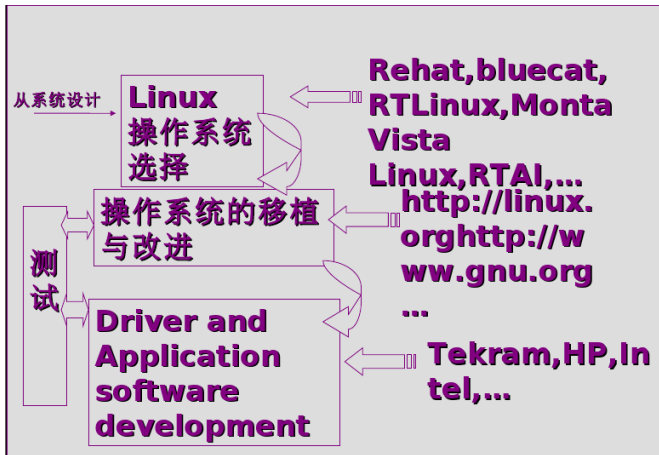 从系统设计
Linux
操作系统
选择
Rehat,bluecat,
RTLinux,Monta
Vista
Linux,RTAI,…
操作系统的移植
与改进
http://linux.
orghttp://w
ww.gnu.org
…
测
试
Driver and
Application
software
development
Tekram,HP,In
tel,…